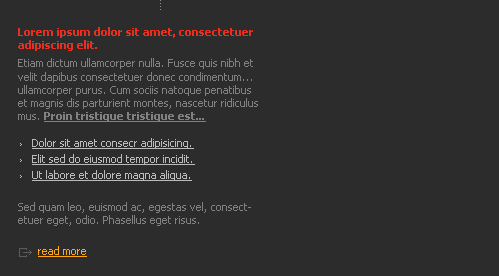 Lorem ipsum dolor sit amet, consectetuer
adipiscing elit.
Etiam dictum ullamcorper nulla. Fusce quis nibh et
velit dapibus consectetuer donec condimentum...
ullamcorper purus. Cum sociis natoque penatibus
et magnis dis parturient montes, nascetur ridiculus
mus. Proin tristique tristique est...
› Dolor sit amet consecr adipisicing.
› Elit sed do eiusmod tempor incidit.
› Ut labore et dolore magna aliqua.
Sed quam leo, euismod ac, egestas vel, consect-
etuer eget, odio. Phasellus eget risus.
read more